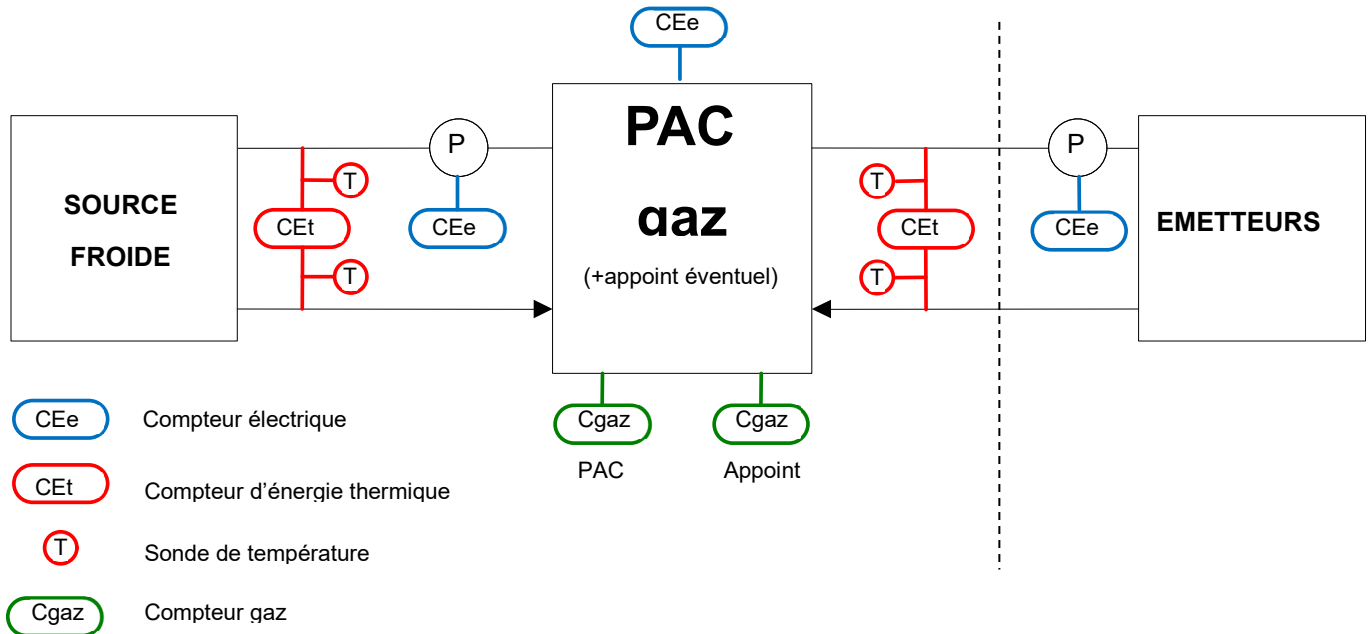 CEe
PAC
gaz
(+appoint éventuel)
SOURCE
FROIDE
T
CEt
T
P
CEe
T
CEt
T
P
CEe
EMETTEURS
Cgaz
PAC
Cgaz
Appoint
CEe Compteur électrique
CEt Compteur d'énergie thermique
T Sonde de température
Cgaz Compteur gaz